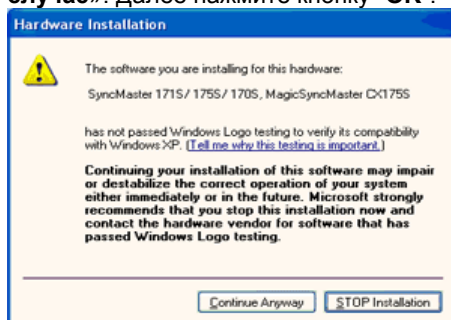 случае». Далее нажмите кнопку "OK".
Hardware Installation
The software you are installing for this hardware:
SyncMaster 171S/ 175S/ 170S, MagicSyncMaster CX175S
has not passed Windows Logo testing to verify its compatibility
with Windows XP. (Tell me why this testing is important.)
Continuing your installation of this software may impair
or destabilize the correct operation of your system
either immediately or in the future. Microsoft strongly
recommends that you stop this installation now and
contact the hardware vendor for software that has
passed Windows Logo testing.
Continue Anyway STOP Installation